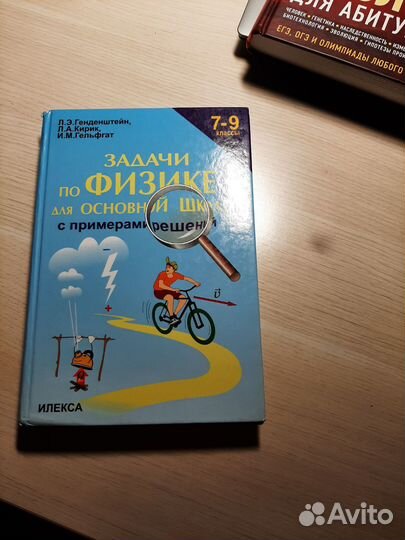 ДЛЯ АБИТУ
ЧЕЛОВЕК • ГЕНЕТИКА • НАСЛЕДСТВЕННОСТЬ •
БИОТЕХНОЛОГИЯ • ЭВОЛЮЦИЯ • ГИПОТЕЗЫ
ЕГЭ, ОГЭ И ОЛИМПИАДЫ ЛЮБОГО
Л.Э.Генденштейн,
Л.А.Кирик,
И.М.Гельфгат
7-9
классы
ЗАДАЧИ
ПО ФИЗИКЕ
ДЛЯ ОСНОВНОЙ ШК
с примерами решений
+
v
ИЛЕКСА
Avito